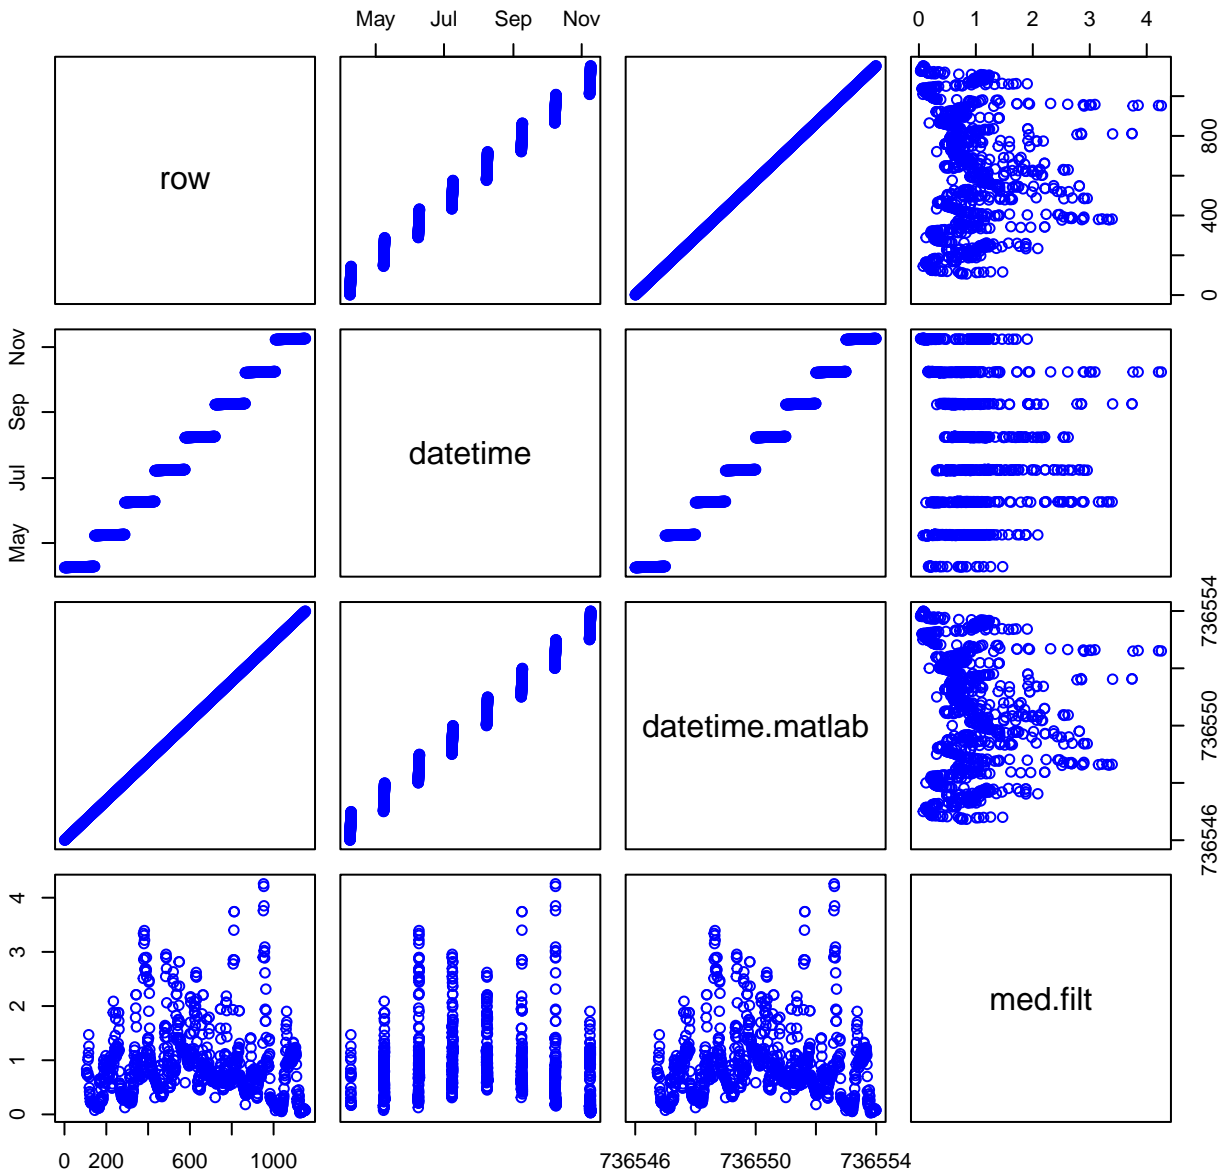 May Jul Sep Nov
0 1 2 3 4
row
0 400 800
May Jul Sep Nov
datetime
datetime.matlab
736546 736550 736554
0 1 2 3 4
med.filt
0 200 600 1000
736546 736550 736554